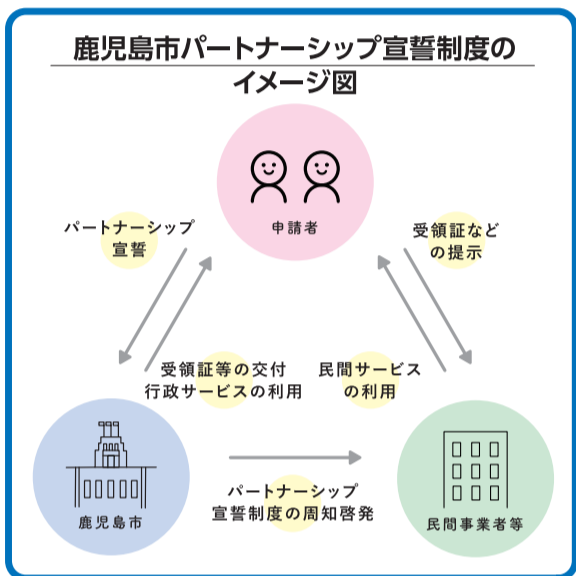 鹿児島市パートナーシップ宣誓制度の
イメージ図
申請者
パートナーシップ
宣誓
受領証など
の提示
受領証等の交付
行政サービスの利用
民間サービス
の利用
鹿児島市
パートナーシップ
宣誓制度の周知啓発
民間事業者等